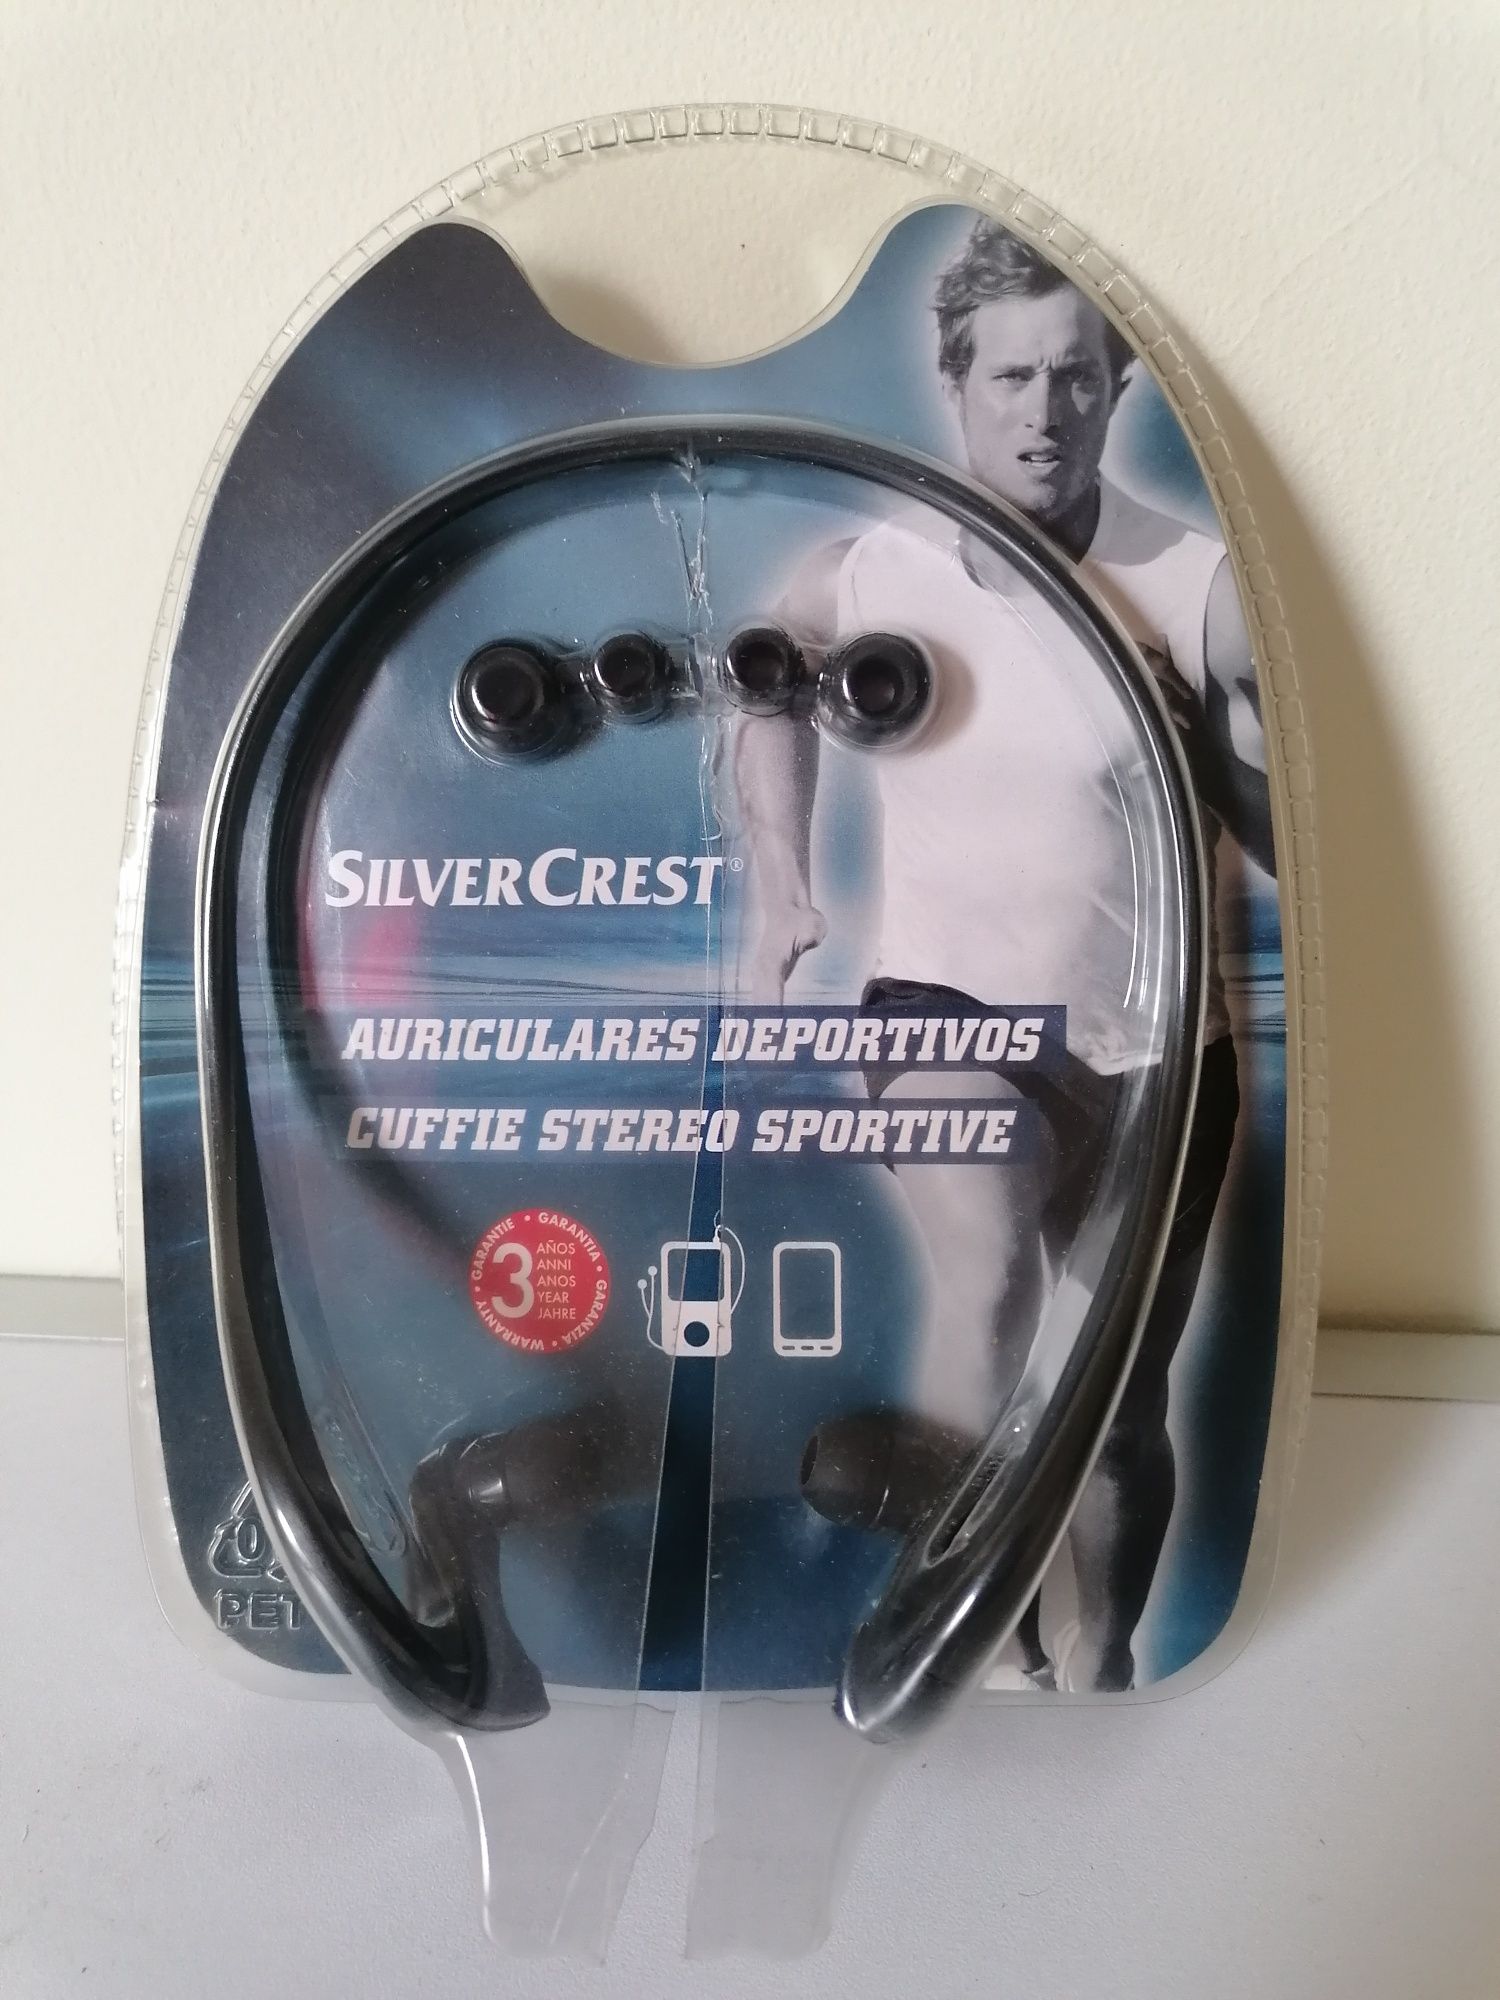 SILVERCREST®
AURICULARES DEPORTIVOS
CUFFIE STEREO SPORTIVE
GARANTIE • GARANTIA • GARANZIA • WARRANTY •
3
AÑOS
ANNI
ANOS
YEAR
JAHRE
PET